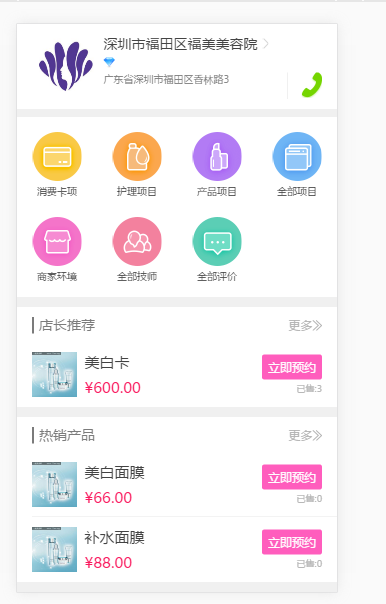 深圳市福田区福美美容院
广东省深圳市福田区香林路3
消费卡项
护理项目
产品项目
全部项目
商家环境
全部技师
全部评价
店长推荐
更多
美白卡
立即预约
¥600.00
已售:3
热销产品
更多
美白面膜
立即预约
¥66.00
已售:0
补水面膜
立即预约
¥88.00
已售:0